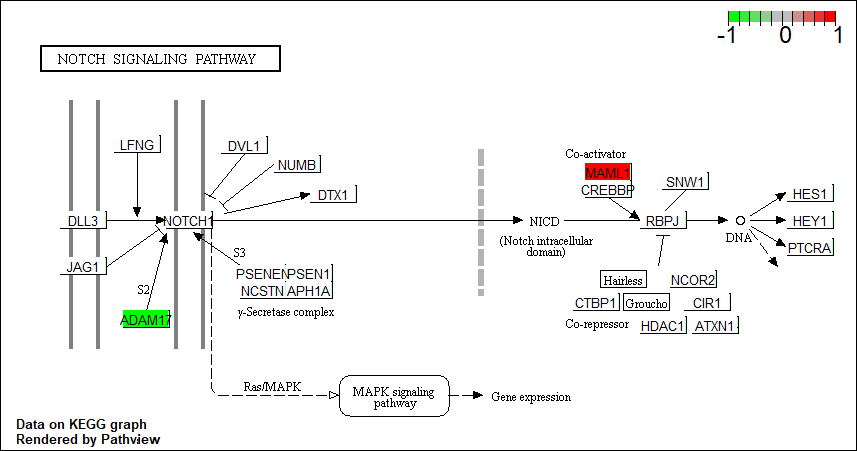 -1 0 1
NOTCH SIGNALING PATHWAY
LFNG
DVL1
NUMB
DTX1
DLL3
NOTCH1
JAG1
S2
ADAM17
S3
PSENEN PSEN1
NCSTN APH1A
γ-Secretase complex
NICD
(Notch intracellular
domain)
Co-activator
MAML1
CREBBP
SNW1
RBPJ
DNA
HES1
HEY1
PTCRA
Hairless
NCOR2
CTBP1
Groucho
CIR1
Co-repressor
HDAC1
ATXN1
Ras/MAPK
MAPK signaling
pathway
Gene expression
Data on KEGG graph
Rendered by Pathview